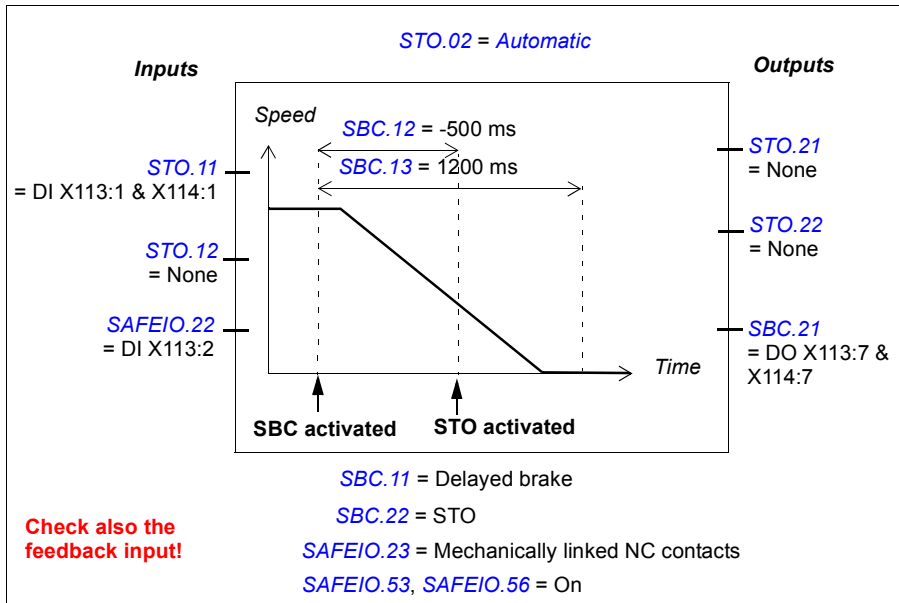 STO.02 = Automatic
Inputs
Outputs
Speed
SBC.12 = -500 ms
SBC.13 = 1200 ms
STO.11
= DI X113:1 & X114:1
STO.12
= None
SAFEIO.22
= DI X113:2
STO.21
= None
STO.22
= None
SBC.21
= DO X113:7 &
X114:7
Time
SBC activated
STO activated
SBC.11 = Delayed brake
SBC.22 = STO
SAFEIO.23 = Mechanically linked NC contacts
SAFEIO.53, SAFEIO.56 = On
Check also the
feedback input!